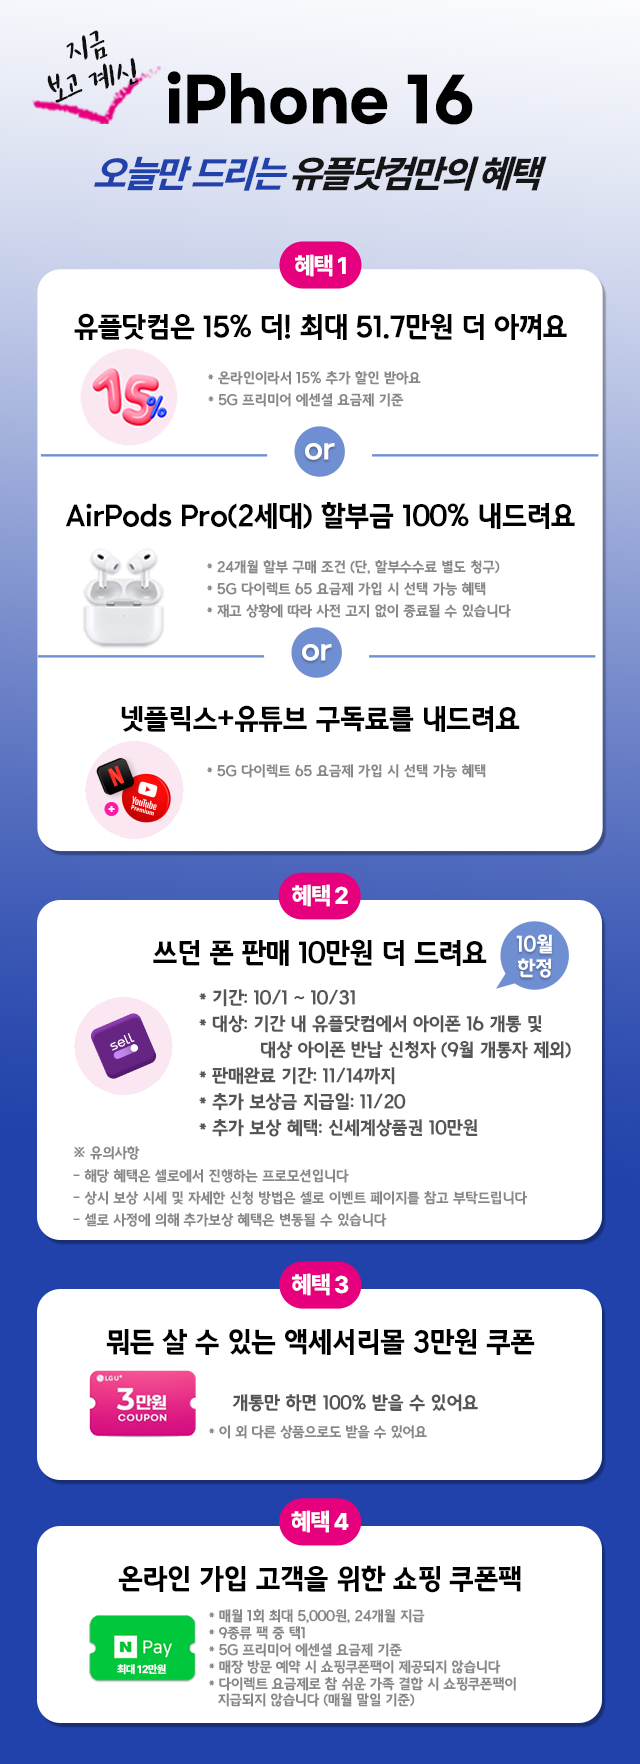 지금
보고 계신
iPhone 16
오늘만 드리는 유플닷컴만의 혜택
혜택 1
유플닷컴은 15% 더! 최대 51.7만원 더 아껴요
15%
* 온라인이라서 15% 추가 할인 받아요
* 5G 프리미어 에센셜 요금제 기준
or
AirPods Pro(2세대) 할부금 100% 내드려요
* 24개월 할부 구매 조건 (단, 할부수수료 별도 청구)
* 5G 다이렉트 65 요금제 가입 시 선택 가능 혜택
* 재고 상황에 따라 사전 고지 없이 종료될 수 있습니다
or
넷플릭스+유튜브 구독료를 내드려요
N
+
YouTube
Premium
* 5G 다이렉트 65 요금제 가입 시 선택 가능 혜택
혜택 2
쓰던 폰 판매 10만원 더 드려요
10월
한정
sell
* 기간: 10/1 ~ 10/31
* 대상: 기간 내 유플닷컴에서 아이폰 16 개통 및
대상 아이폰 반납 신청자 (9월 개통자 제외)
* 판매완료 기간: 11/14까지
* 추가 보상금 지급일: 11/20
* 추가 보상 혜택: 신세계상품권 10만원
※ 유의사항
- 해당 혜택은 셀로에서 진행하는 프로모션입니다
- 상시 보상 시세 및 자세한 신청 방법은 셀로 이벤트 페이지를 참고 부탁드립니다
- 셀로 사정에 의해 추가보상 혜택은 변동될 수 있습니다
혜택 3
뭐든 살 수 있는 액세서리몰 3만원 쿠폰
LG U+
3만원
COUPON
개통만 하면 100% 받을 수 있어요
* 이 외 다른 상품으로도 받을 수 있어요
혜택 4
온라인 가입 고객을 위한 쇼핑 쿠폰팩
N Pay
최대 12만원
* 매월 1회 최대 5,000원, 24개월 지급
* 9종류 팩 중 택1
* 5G 프리미어 에센셜 요금제 기준
* 매장 방문 예약 시 쇼핑쿠폰팩이 제공되지 않습니다
* 다이렉트 요금제로 참 쉬운 가족 결합 시 쇼핑쿠폰팩이
지급되지 않습니다 (매월 말일 기준)